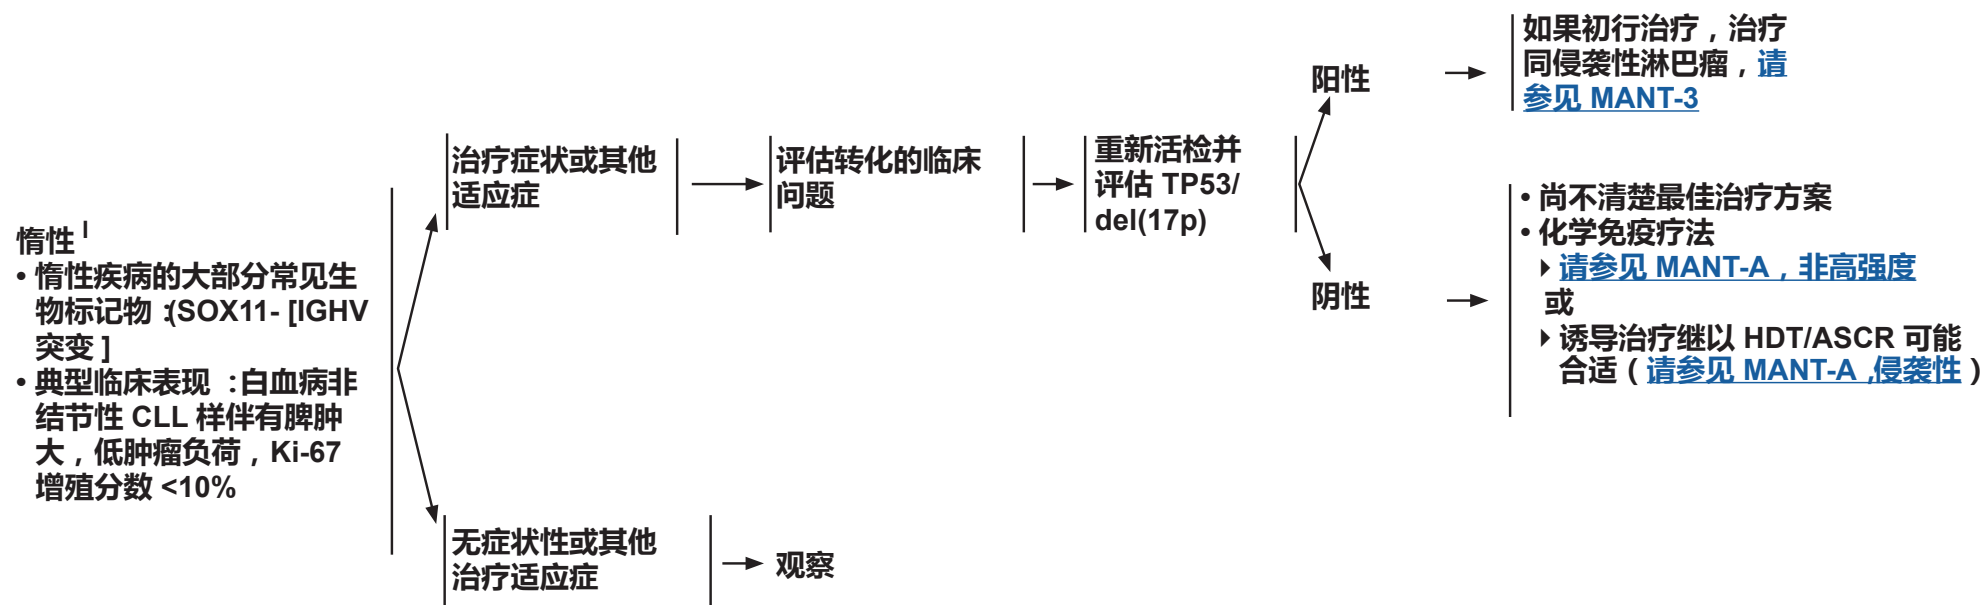 惰性 l
• 惰性疾病的大部分常见生
物标记物 :(SOX11- [IGHV
突变 ]
• 典型临床表现 : 白血病非
结节性 CLL 样伴有脾肿
大，低肿瘤负荷，Ki-67
增殖分数 <10%
治疗症状或其他
适应症
评估转化的临床
问题
重新活检并
评估 TP53/
del(17p)
阳性
如果初行治疗，治疗
同侵袭性淋巴瘤，请
参见 MANT-3
阴性
• 尚不清楚最佳治疗方案
• 化学免疫疗法
请参见 MANT-A，非高强度
或
诱导治疗继以 HDT/ASCR 可能
合适（请参见 MANT-A ,侵袭性）
无症状性或其他
治疗适应症
观察